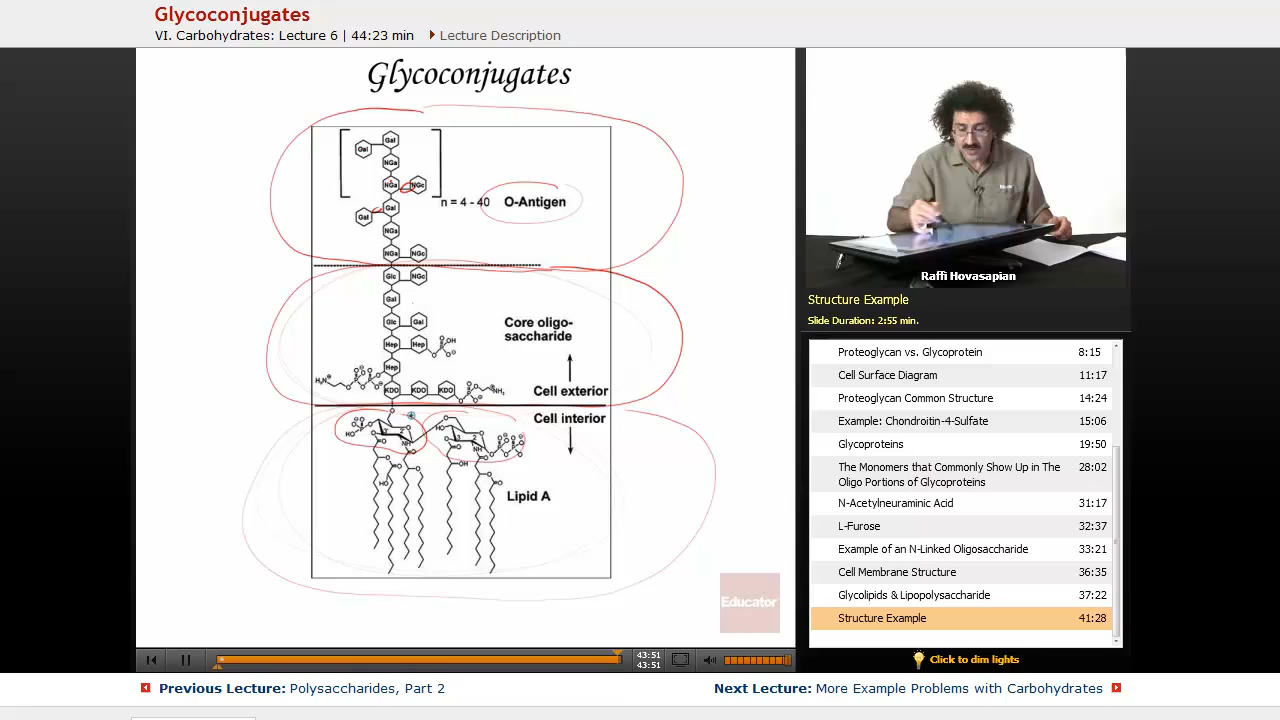 Glycoconjugates
VI. Carbohydrates: Lecture 6 | 44:23 min
Lecture Description
Glycoconjugates
Gal
Gal
NGa
NGa NGc
n = 4 - 40 O-Antigen
Gal
Gal
NGa
NGa NGc
Glc NGc
Gal
Glc Gal
Core oligo-
saccharide
Hep Hep
OH
Hep
KDO KDO KDO
Cell exterior
Cell interior
Lipid A
Educator
Raffi Hovasapian
Structure Example
Slide Duration: 2:55 min.
Proteoglycan vs. Glycoprotein 8:15
Cell Surface Diagram 11:17
Proteoglycan Common Structure 14:24
Example: Chondroitin-4-Sulfate 15:06
Glycoproteins 19:50
The Monomers that Commonly Show Up in The
Oligo Portions of Glycoproteins 28:02
N-Acetylneuraminic Acid 31:17
L-Furose 32:37
Example of an N-Linked Oligosaccharide 33:21
Cell Membrane Structure 36:35
Glycolipids & Lipopolysaccharide 37:22
Structure Example 41:28
43:51
43:51
Click to dim lights
Previous Lecture: Polysaccharides, Part 2
Next Lecture: More Example Problems with Carbohydrates